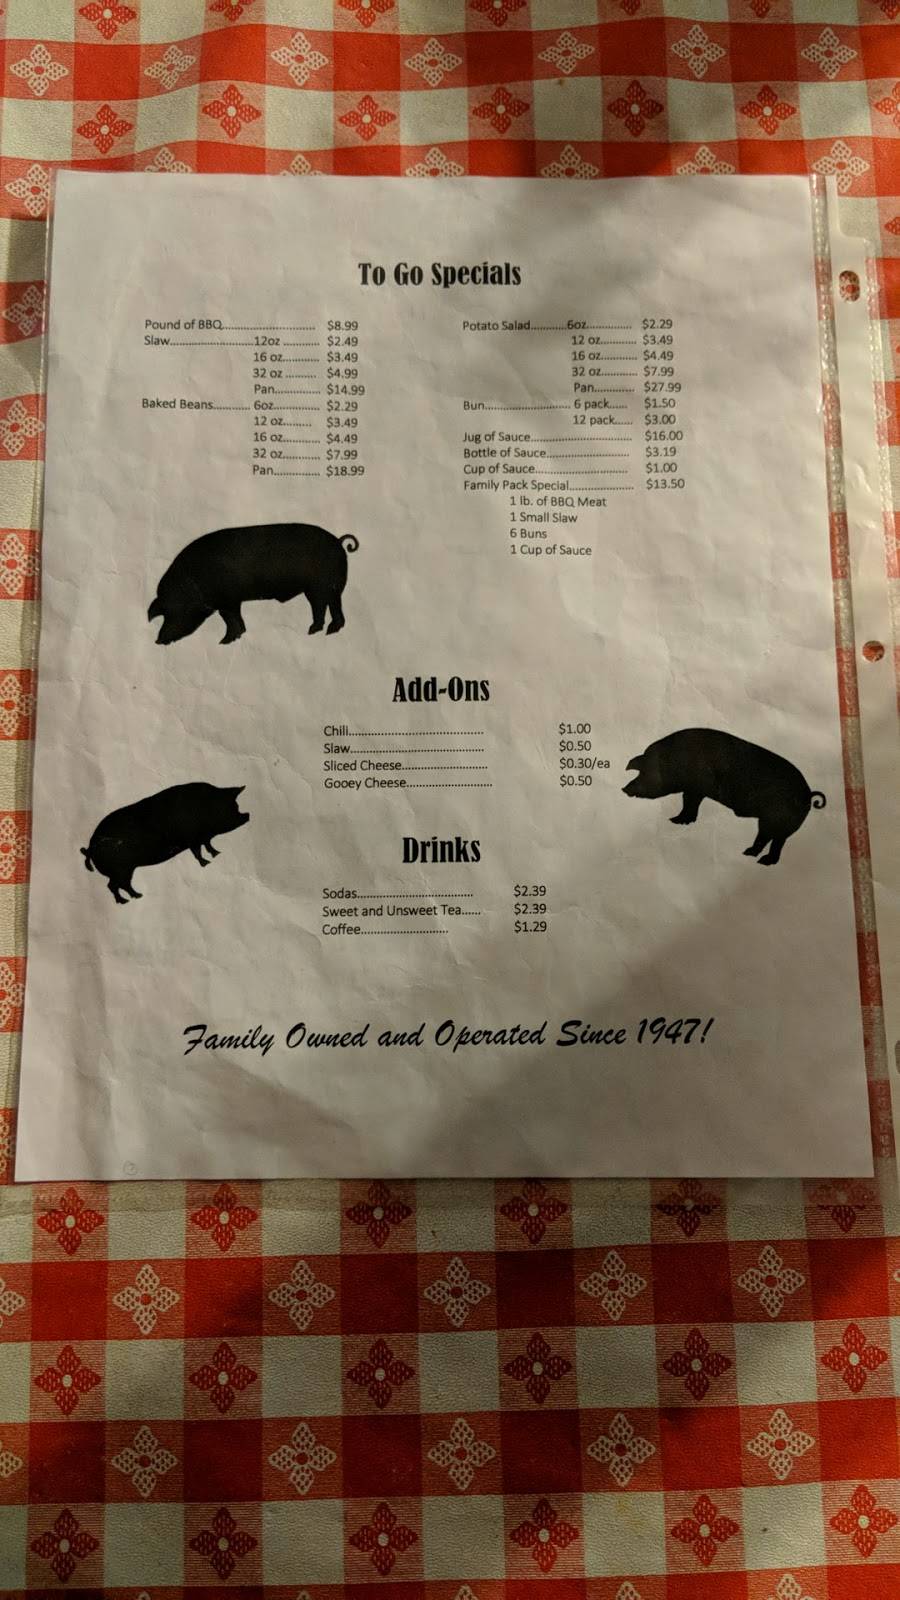 To Go Specials
Pound of BBQ............................ $8.99
Slaw.........................12oz ........... $2.49
16 oz........... $3.49
32 oz ......... $4.99
Pan.............. $14.99
Baked Beans........... 6oz.............. $2.29
12 oz......... $3.49
16 oz........... $4.49
32 oz........... $7.99
Pan.............. $18.99
Potato Salad...........6oz.............. $2.29
12 oz........... $3.49
16 oz........... $4.49
32 oz........... $7.99
Pan............ $27.99
Bun.......................... 6 pack...... $1.50
12 pack...... $3.00
Jug of Sauce............................... $16.00
Bottle of Sauce......................... $3.19
Cup of Sauce............................ $1.00
Family Pack Special.................... $13.50
1 lb. of BBQ Meat
1 Small Slaw
6 Buns
1 Cup of Sauce
Add-Ons
Chili......................................... $1.00
Slaw........................................ $0.50
Sliced Cheese.......................... $0.30/ea
Gooey Cheese.......................... $0.50
Drinks
Sodas................................... $2.39
Sweet and Unsweet Tea...... $2.39
Coffee.......................... $1.29
Family Owned and Operated Since 1947!